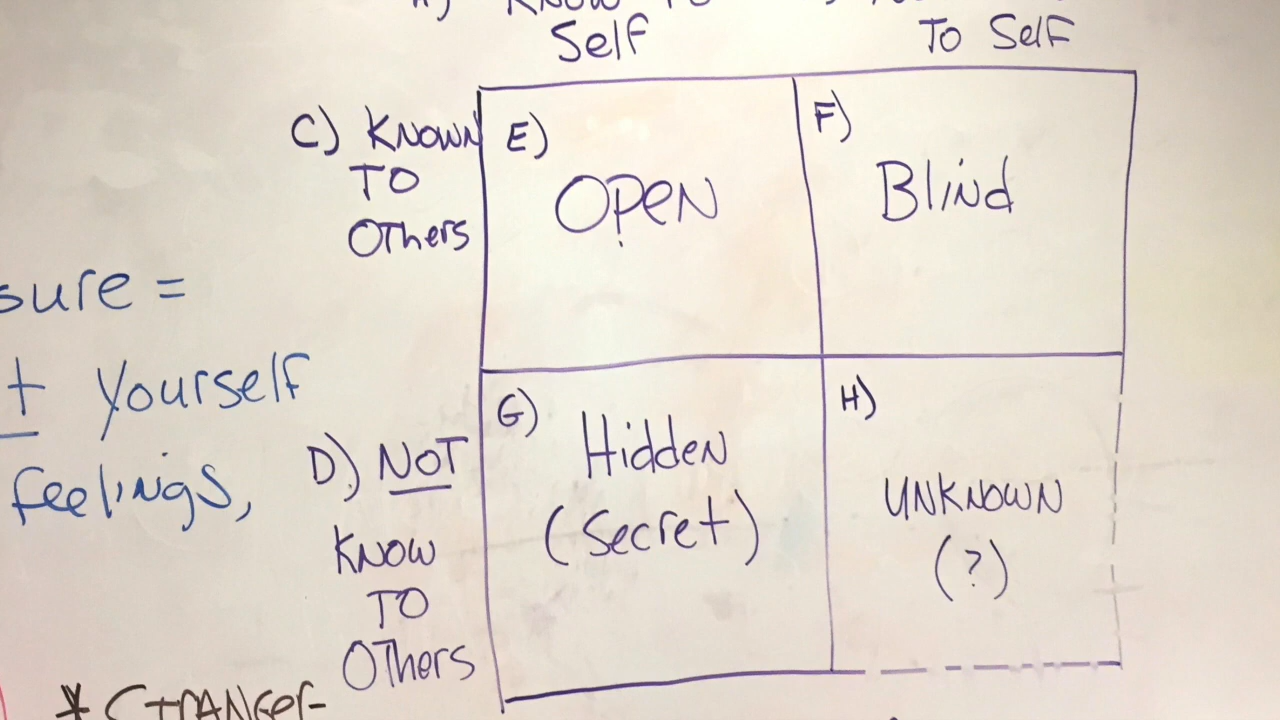 Self
To Self
C) KNOWN
TO
Others
E)
OPEN
F)
Blind
sure =
yourself
feelings,
D) NOT
KNOW
TO
OTHERS
G)
Hidden
(Secret)
H)
UNKNOWN
(?)